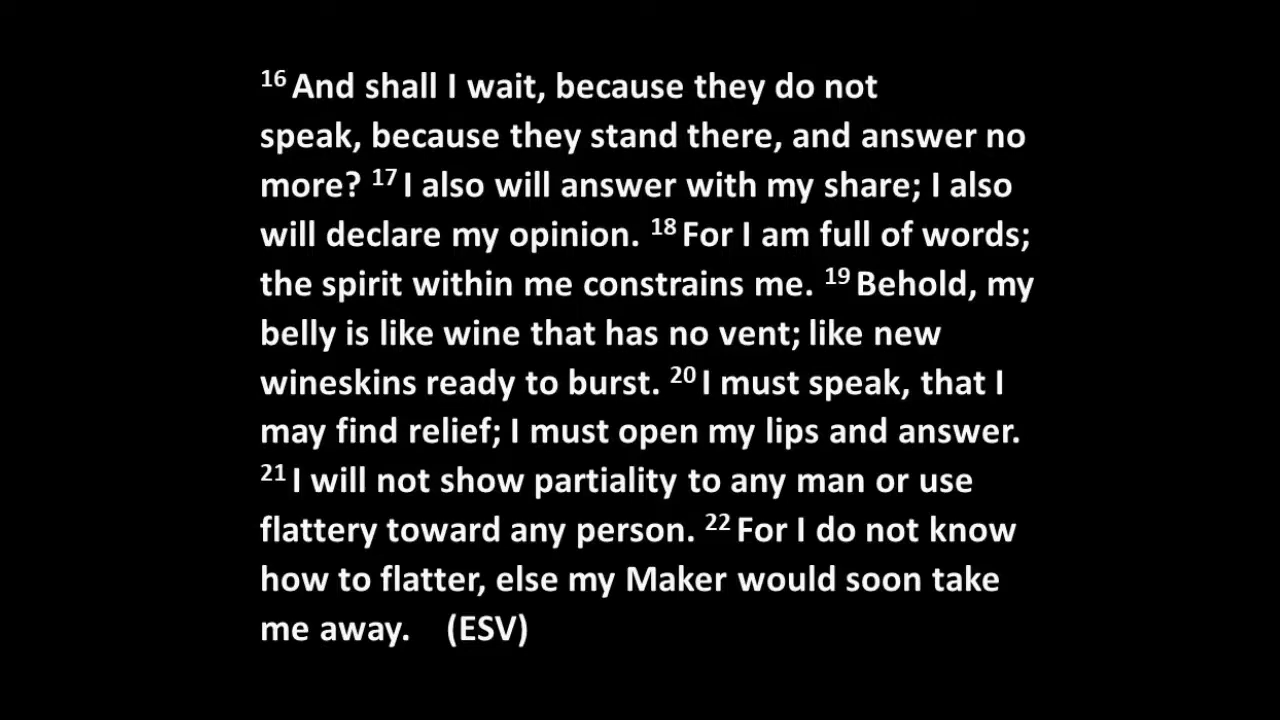 16 And shall I wait, because they do not
speak, because they stand there, and answer no
more? 17 I also will answer with my share; I also
will declare my opinion. 18 For I am full of words;
the spirit within me constrains me. 19 Behold, my
belly is like wine that has no vent; like new
wineskins ready to burst. 20 I must speak, that I
may find relief; I must open my lips and answer.
21 I will not show partiality to any man or use
flattery toward any person. 22 For I do not know
how to flatter, else my Maker would soon take
me away. (ESV)